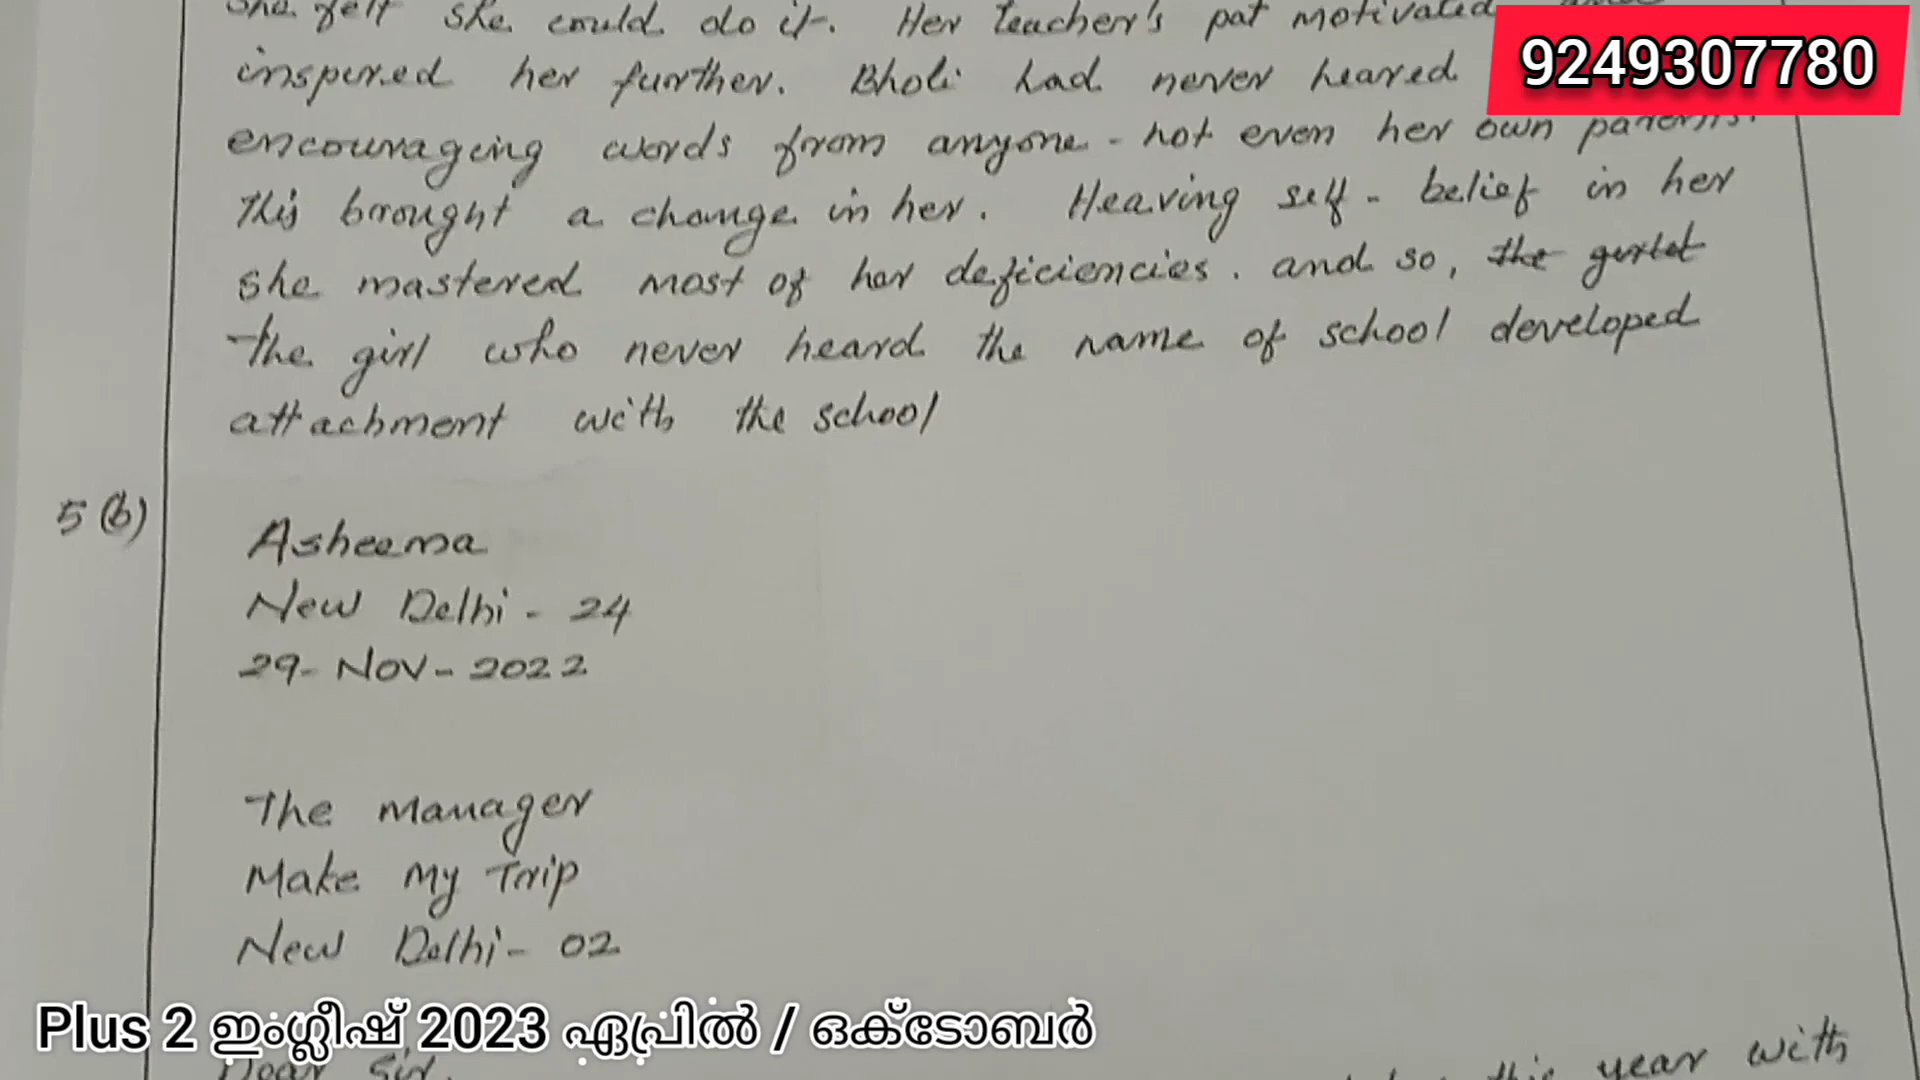 she felt she could do it. Her teacher's pat motivated
9249307780
inspired her further. Bholi had never heared
encouraging words from anyone - not even her own parents.
This brought a change in her. Heaving self - belief in her
she mastered most of her deficiencies. and so, the
The girl who never heard the name of school developed
attachment with the school
5 (b)
Asheema
New Delhi - 24
29- Nov - 2022
The Manager
Make My Trip
New Delhi - 02
Plus 2 ഇംഗ്ലീഷ് 2023 ഏപ്രിൽ / ഒക്ടോബർ
Dear Sir.
this year with